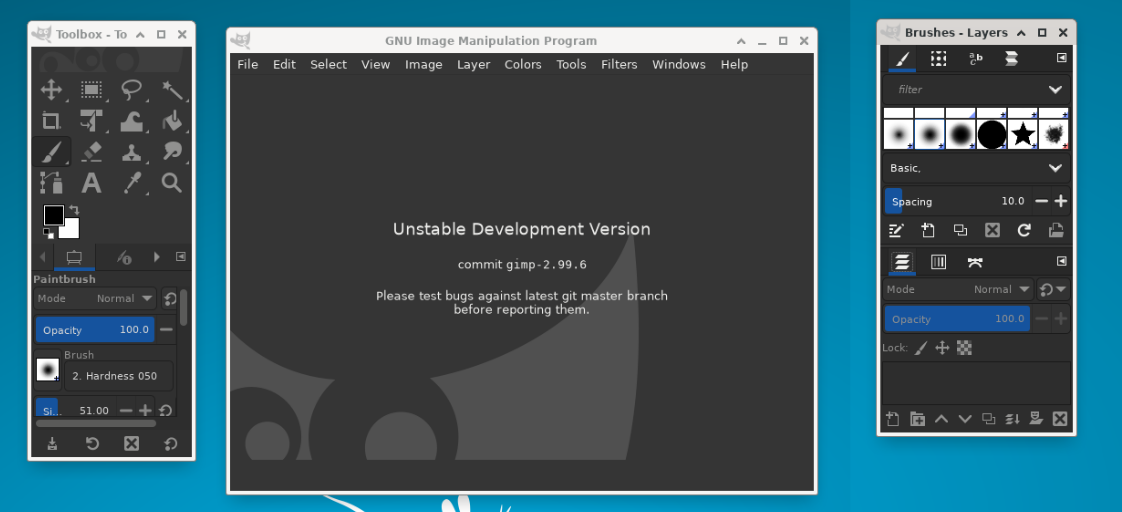 Toolbox - To
GNU Image Manipulation Program
File Edit Select View Image Layer Colors Tools Filters Windows Help
Unstable Development Version
commit gimp-2.99.6
Please test bugs against latest git master branch
before reporting them.
Paintbrush
Mode Normal
Opacity 100.0
Brush
2. Hardness 050
Si... 51.00
Brushes - Layers
filter
Basic,
Spacing 10.0
Mode Normal
Opacity 100.0
Lock: